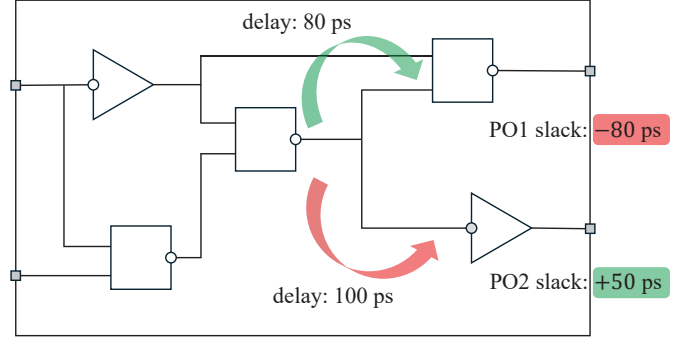 delay: 80 ps
PO1 slack: −80 ps
PO2 slack: +50 ps
delay: 100 ps